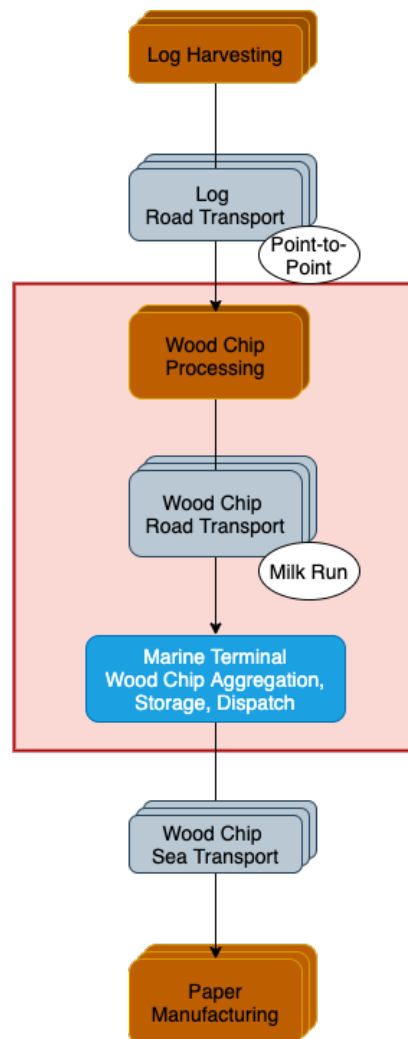 Log Harvesting
Log
Road Transport
Point-to-
Point
Wood Chip
Processing
Wood Chip
Road Transport
Milk Run
Marine Terminal
Wood Chip Aggregation,
Storage, Dispatch
Wood Chip
Sea Transport
Paper
Manufacturing